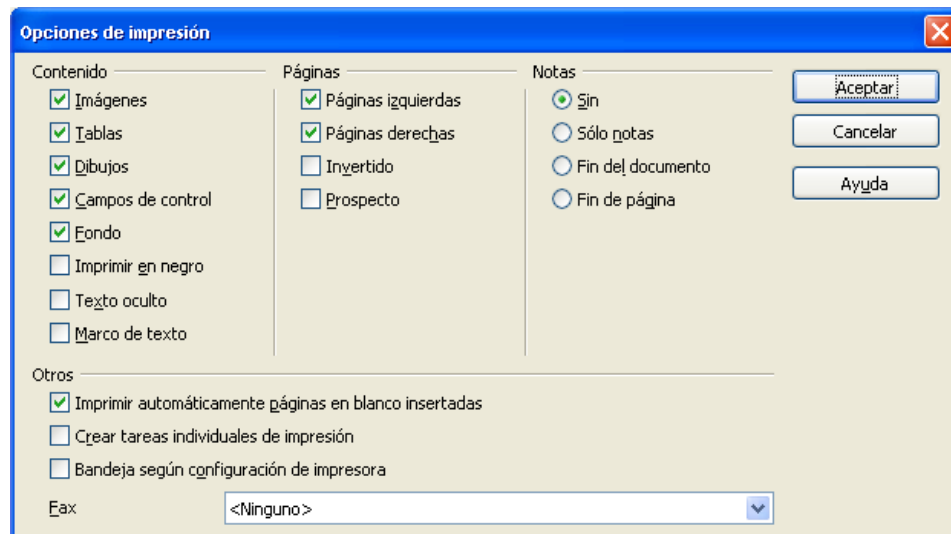 Opciones de impresión
Contenido
Imágenes
Tablas
Dibujos
Campos de control
Fondo
Imprimir en negro
Texto oculto
Marco de texto
Páginas
Páginas izquierdas
Páginas derechas
Invertido
Prospecto
Notas
Sin
Sólo notas
Fin del documento
Fin de página
Aceptar
Cancelar
Ayuda
Otros
Imprimir automáticamente páginas en blanco insertadas
Crear tareas individuales de impresión
Bandeja según configuración de impresora
Fax
<Ninguno>